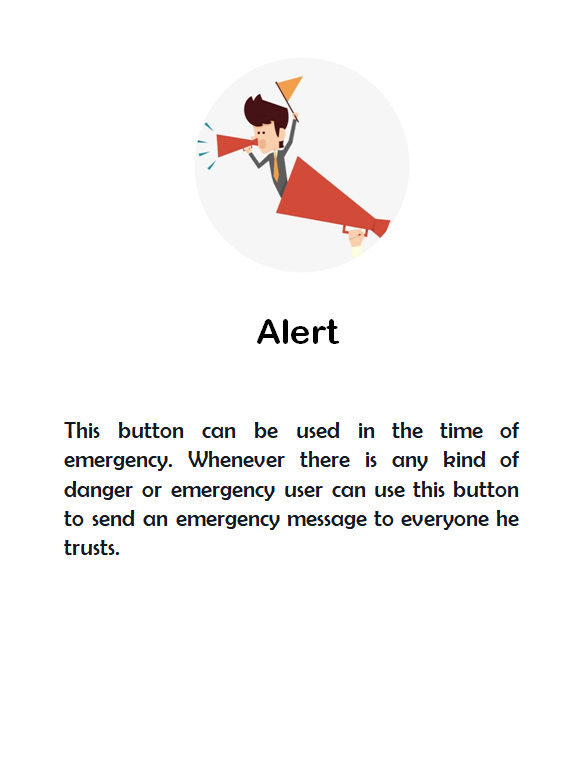 Alert
This button can be used in the time of
emergency. Whenever there is any kind of
danger or emergency user can use this button
to send an emergency message to everyone he
trusts.